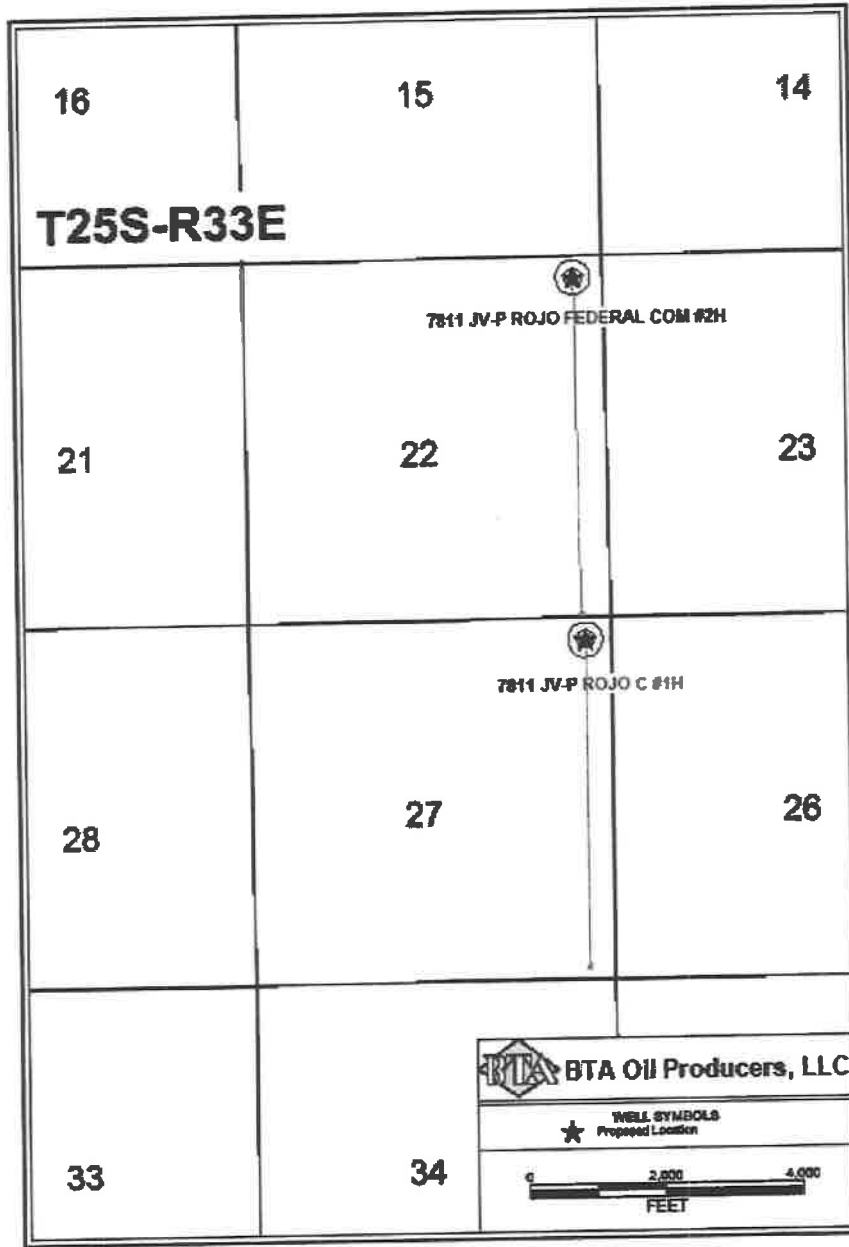 16
15
14
T25S-R33E
7811 JV-P ROJO FEDERAL COM #2H
21
22
23
7811 JV-P ROJO C #1H
28
27
26
BTA BTA Oil Producers, LLC
WELL SYMBOLS
Proposed Location
33
34
0 2,000 4,000
FEET